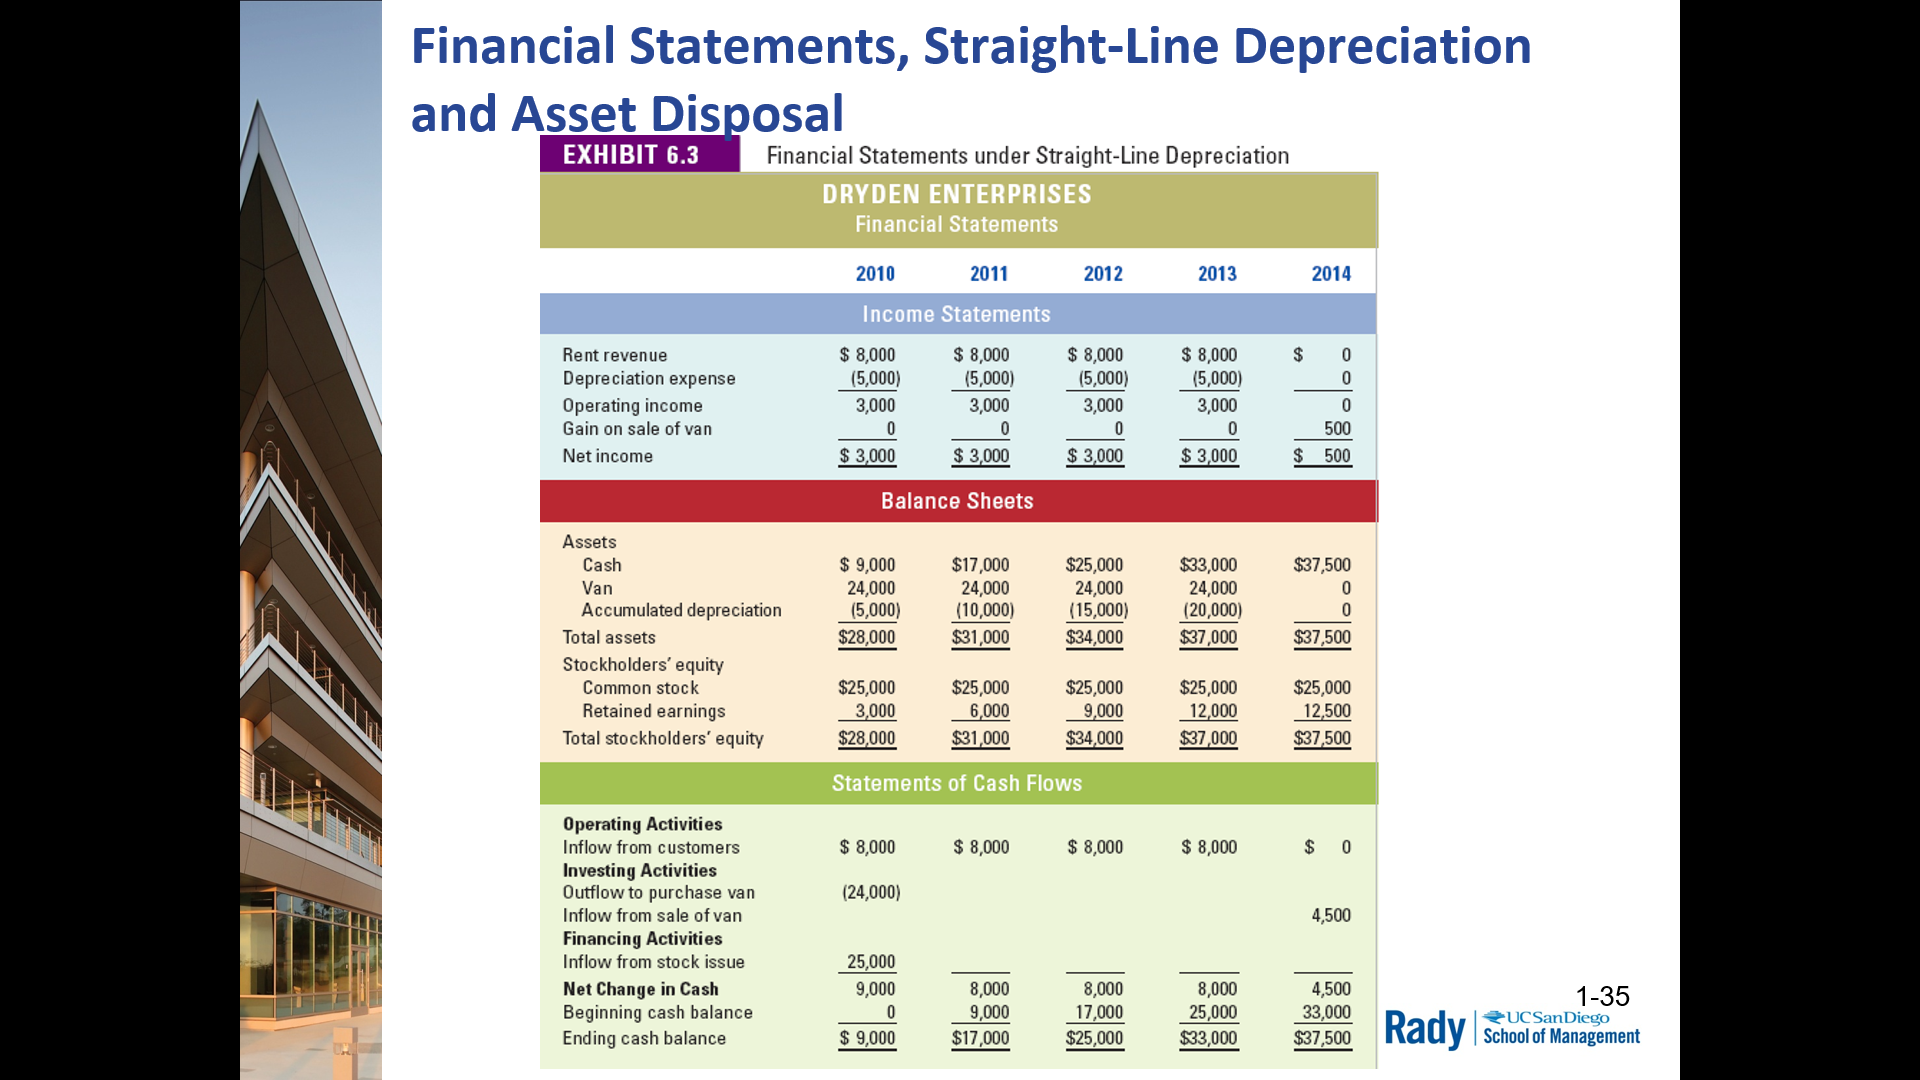 Financial Statements, Straight-Line Depreciation
and Asset Disposal
EXHIBIT 6.3 Financial Statements under Straight-Line Depreciation
DRYDEN ENTERPRISES
Financial Statements
2010 2011 2012 2013 2014
Income Statements
Rent revenue $ 8,000 $ 8,000 $ 8,000 $ 8,000 $ 0
Depreciation expense (5,000) (5,000) (5,000) (5,000) 0
Operating income 3,000 3,000 3,000 3,000 0
Gain on sale of van 0 0 0 0 500
Net income $ 3,000 $ 3,000 $ 3,000 $ 3,000 $ 500
Balance Sheets
Assets
Cash $ 9,000 $17,000 $25,000 $33,000 $37,500
Van 24,000 24,000 24,000 24,000 0
Accumulated depreciation (5,000) (10,000) (15,000) (20,000) 0
Total assets $28,000 $31,000 $34,000 $37,000 $37,500
Stockholders’ equity
Common stock $25,000 $25,000 $25,000 $25,000 $25,000
Retained earnings 3,000 6,000 9,000 12,000 12,500
Total stockholders’ equity $28,000 $31,000 $34,000 $37,000 $37,500
Statements of Cash Flows
Operating Activities
Inflow from customers $ 8,000 $ 8,000 $ 8,000 $ 8,000 $ 0
Investing Activities
Outflow to purchase van (24,000)
Inflow from sale of van 4,500
Financing Activities
Inflow from stock issue 25,000
Net Change in Cash 9,000 8,000 8,000 8,000 4,500
Beginning cash balance 0 9,000 17,000 25,000 33,000
Ending cash balance $ 9,000 $17,000 $25,000 $33,000 $37,500
1-35
Rady UC San Diego
School of Management